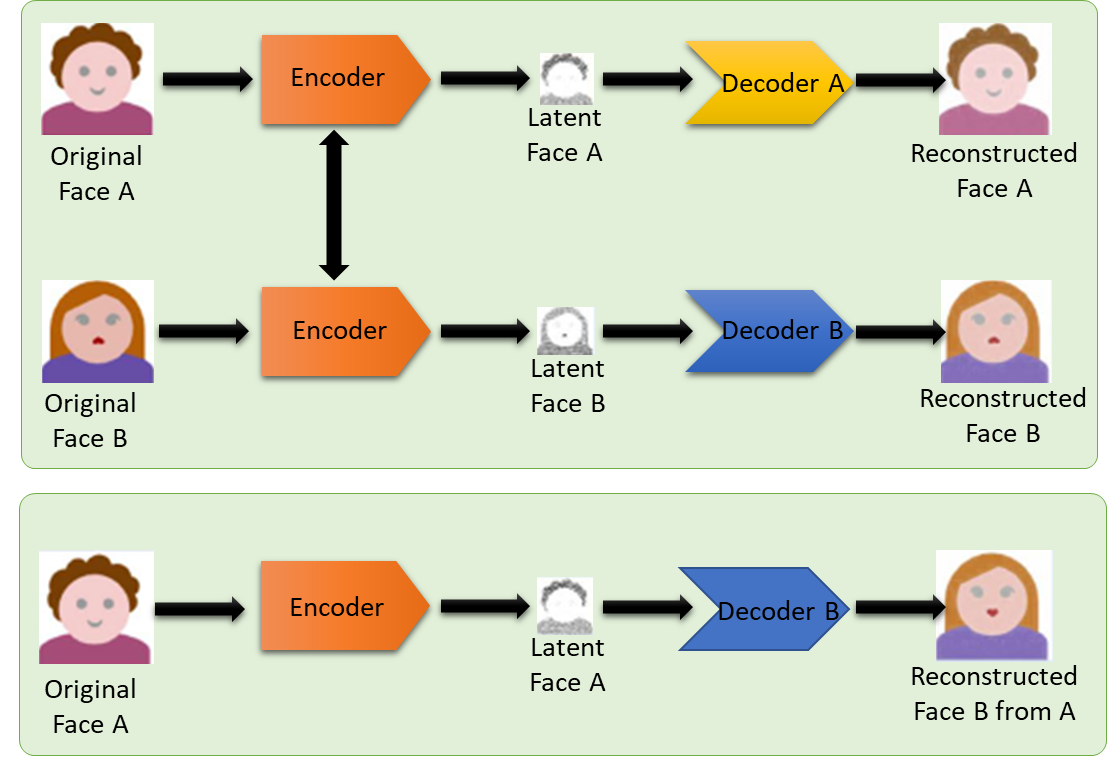 Encoder
Decoder A
Latent
Face A
Original
Face A
Reconstructed
Face A
Encoder
Decoder B
Latent
Face B
Original
Face B
Reconstructed
Face B
Encoder
Decoder B
Latent
Face A
Original
Face A
Reconstructed
Face B from A